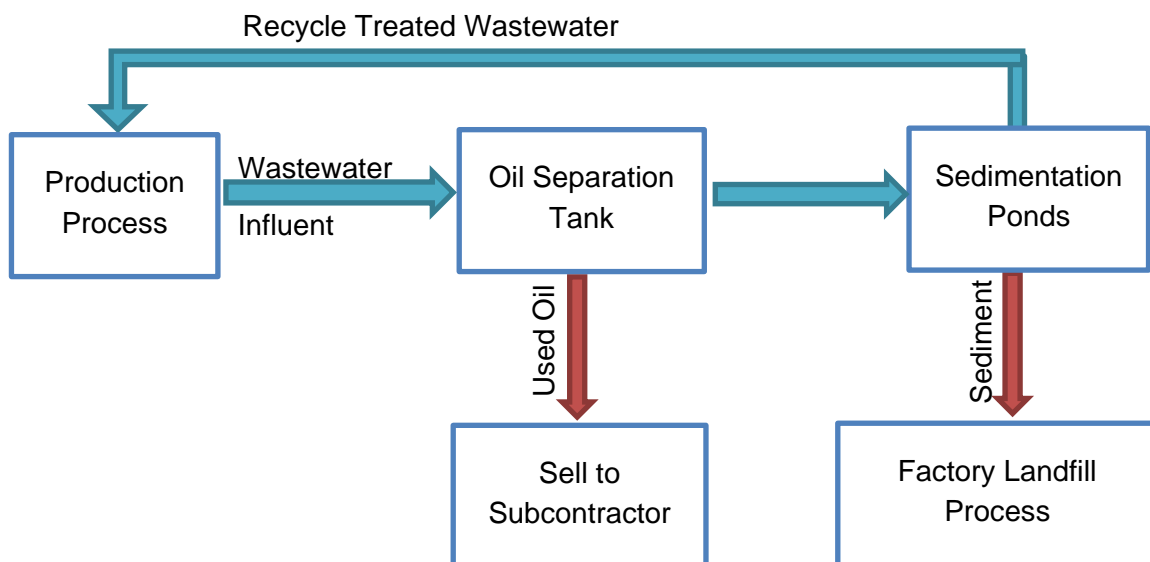 Recycle Treated Wastewater
Production
Process
Wastewater
Influent
Oil Separation
Tank
Sedimentation
Ponds
Used Oil
Sediment
Sell to
Subcontractor
Factory Landfill
Process